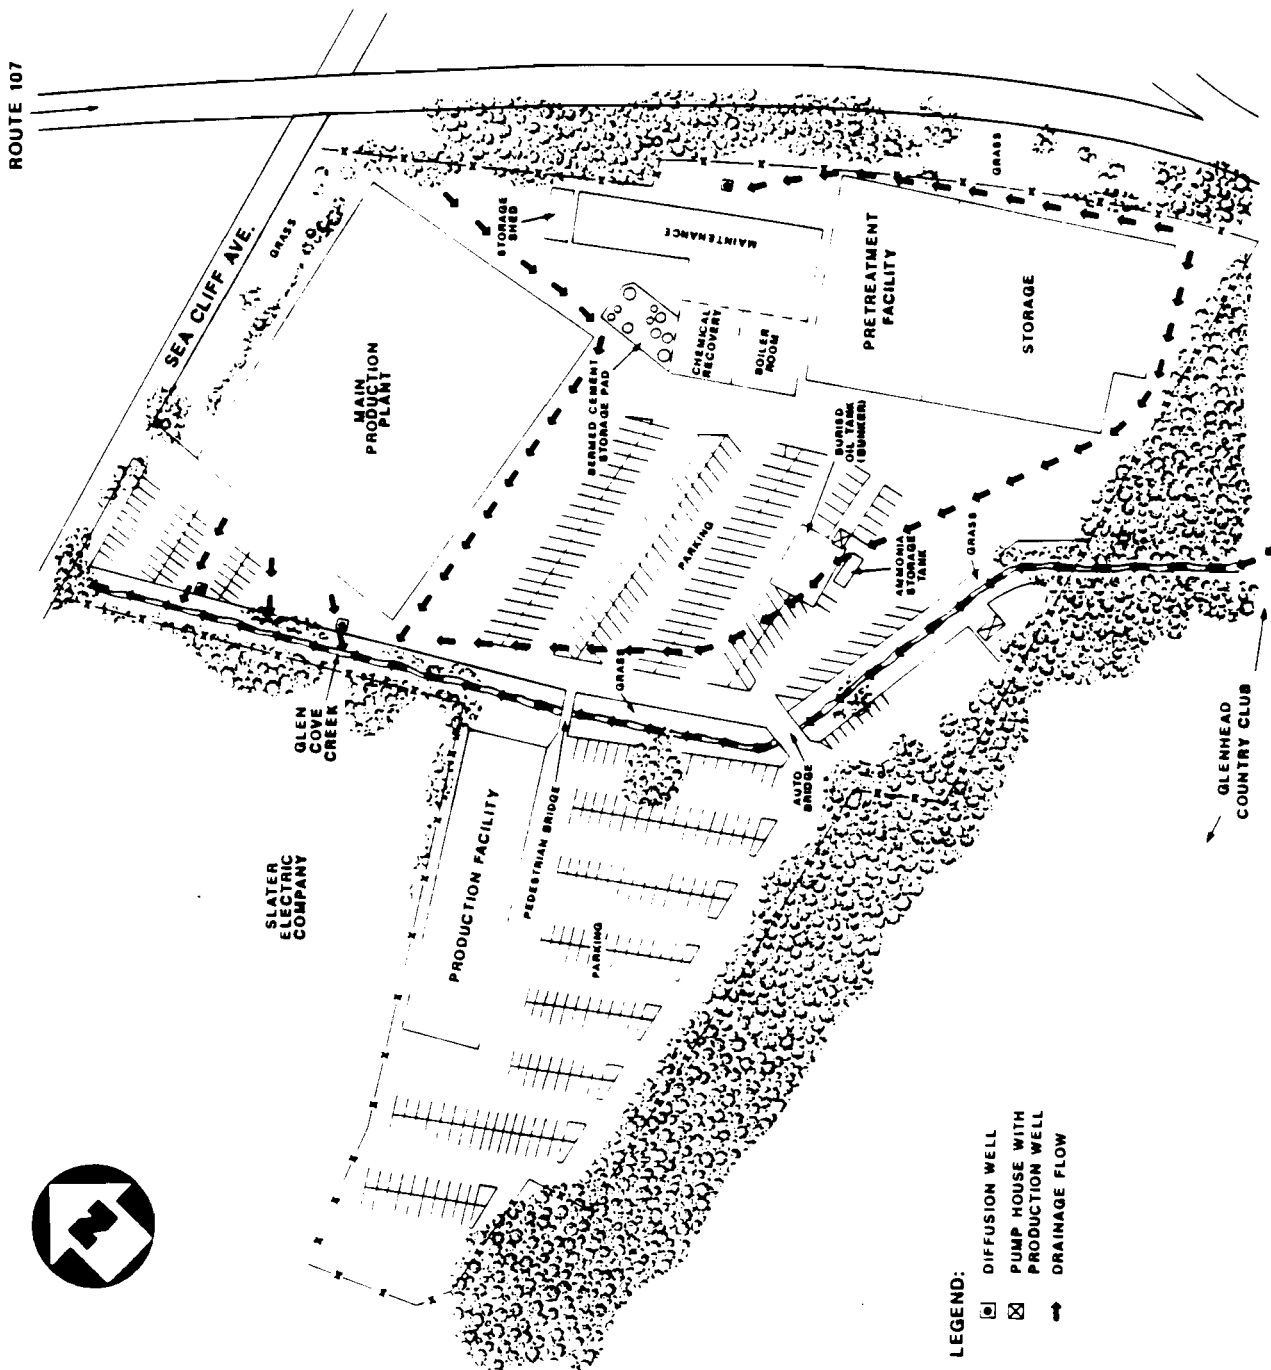 ROUTE 107
SEA CLIFF AVE.
GRASS
MAIN
PRODUCTION
PLANT
STORAGE
SHED
MAINTENANCE
BERMED CEMENT
STORAGE PAD
CHEMICAL
RECOVERY
BOILER
ROOM
PRETREATMENT
FACILITY
STORAGE
GRASS
PARKING
BURIED
OIL TANK
(BUNKER)
AMMONIA
STORAGE
TANK
GRASS
GRASS
GLEN
COVE
CREEK
SLATER
ELECTRIC
COMPANY
PRODUCTION FACILITY
PEDESTRIAN BRIDGE
AUTO
BRIDGE
PARKING
GLENHEAD
COUNTRY CLUB
N
LEGEND:
DIFFUSION WELL
PUMP HOUSE WITH
PRODUCTION WELL
DRAINAGE FLOW